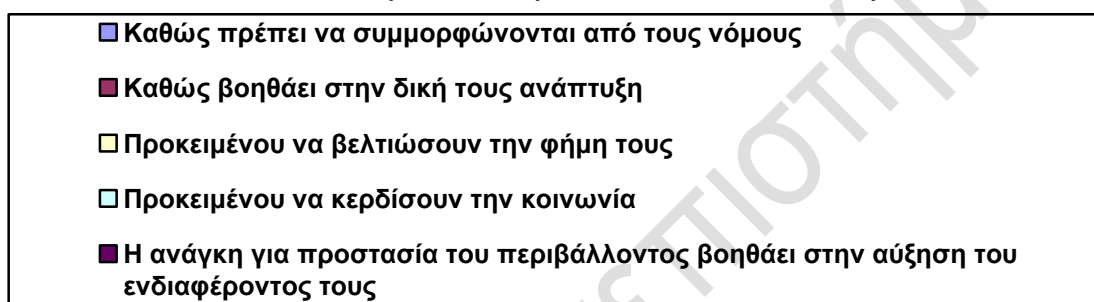 Καθώς πρέπει να συμμορφώνονται από τους νόμους
Καθώς βοηθάει στην δική τους ανάπτυξη
Προκειμένου να βελτιώσουν την φήμη τους
Προκειμένου να κερδίσουν την κοινωνία
Η ανάγκη για προστασία του περιβάλλοντος βοηθάει στην αύξηση του
ενδιαφέροντος τους